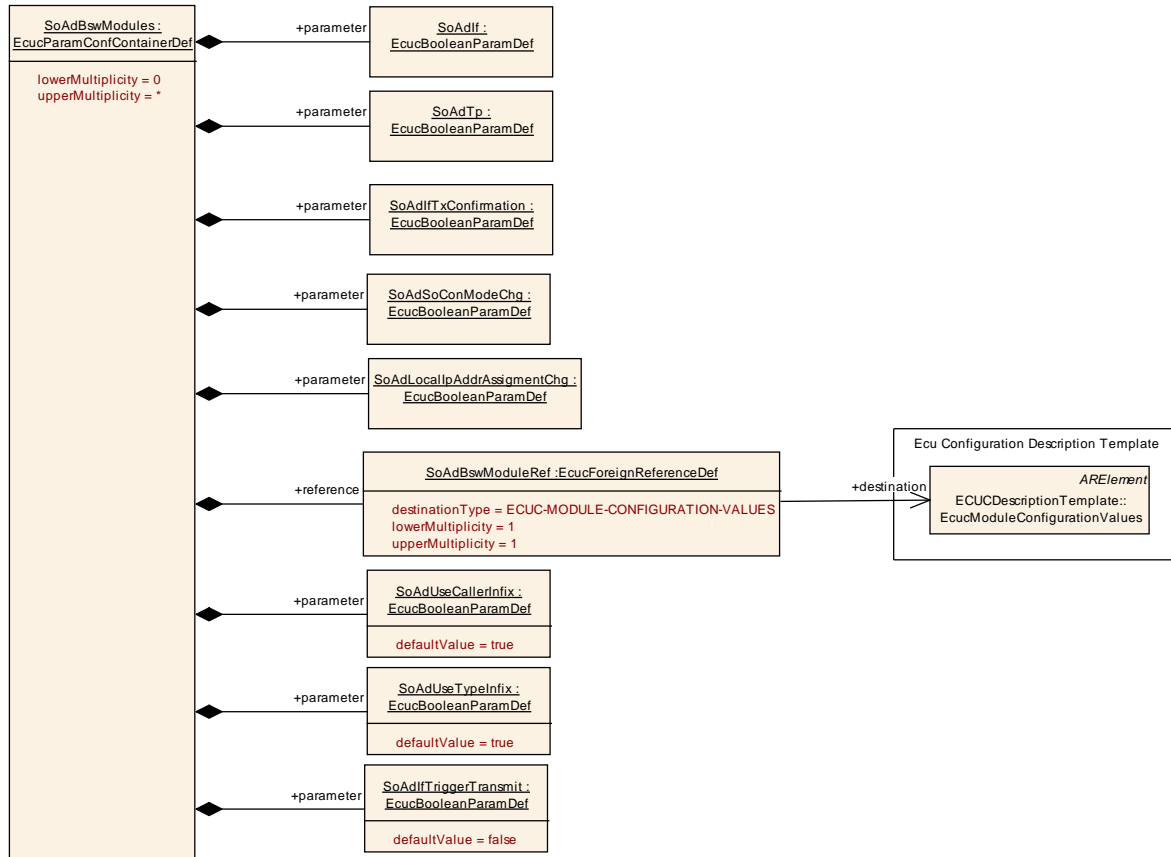 SoAdBswModules :
EcucParamConfContainerDef
lowerMultiplicity = 0
upperMultiplicity = *
+parameter
SoAdIf :
EcucBooleanParamDef
+parameter
SoAdTp :
EcucBooleanParamDef
+parameter
SoAdIfTxConfirmation :
EcucBooleanParamDef
+parameter
SoAdSoConModeChg :
EcucBooleanParamDef
+parameter
SoAdLocalIpAddrAssigmentChg :
EcucBooleanParamDef
+reference
SoAdBswModuleRef :EcucForeignReferenceDef
destinationType = ECUC-MODULE-CONFIGURATION-VALUES
lowerMultiplicity = 1
upperMultiplicity = 1
+destination
Ecu Configuration Description Template
ARElement
ECUCDescriptionTemplate::
EcucModuleConfigurationValues
+parameter
SoAdUseCallerInfix :
EcucBooleanParamDef
defaultValue = true
+parameter
SoAdUseTypeInfix :
EcucBooleanParamDef
defaultValue = true
+parameter
SoAdIfTriggerTransmit :
EcucBooleanParamDef
defaultValue = false